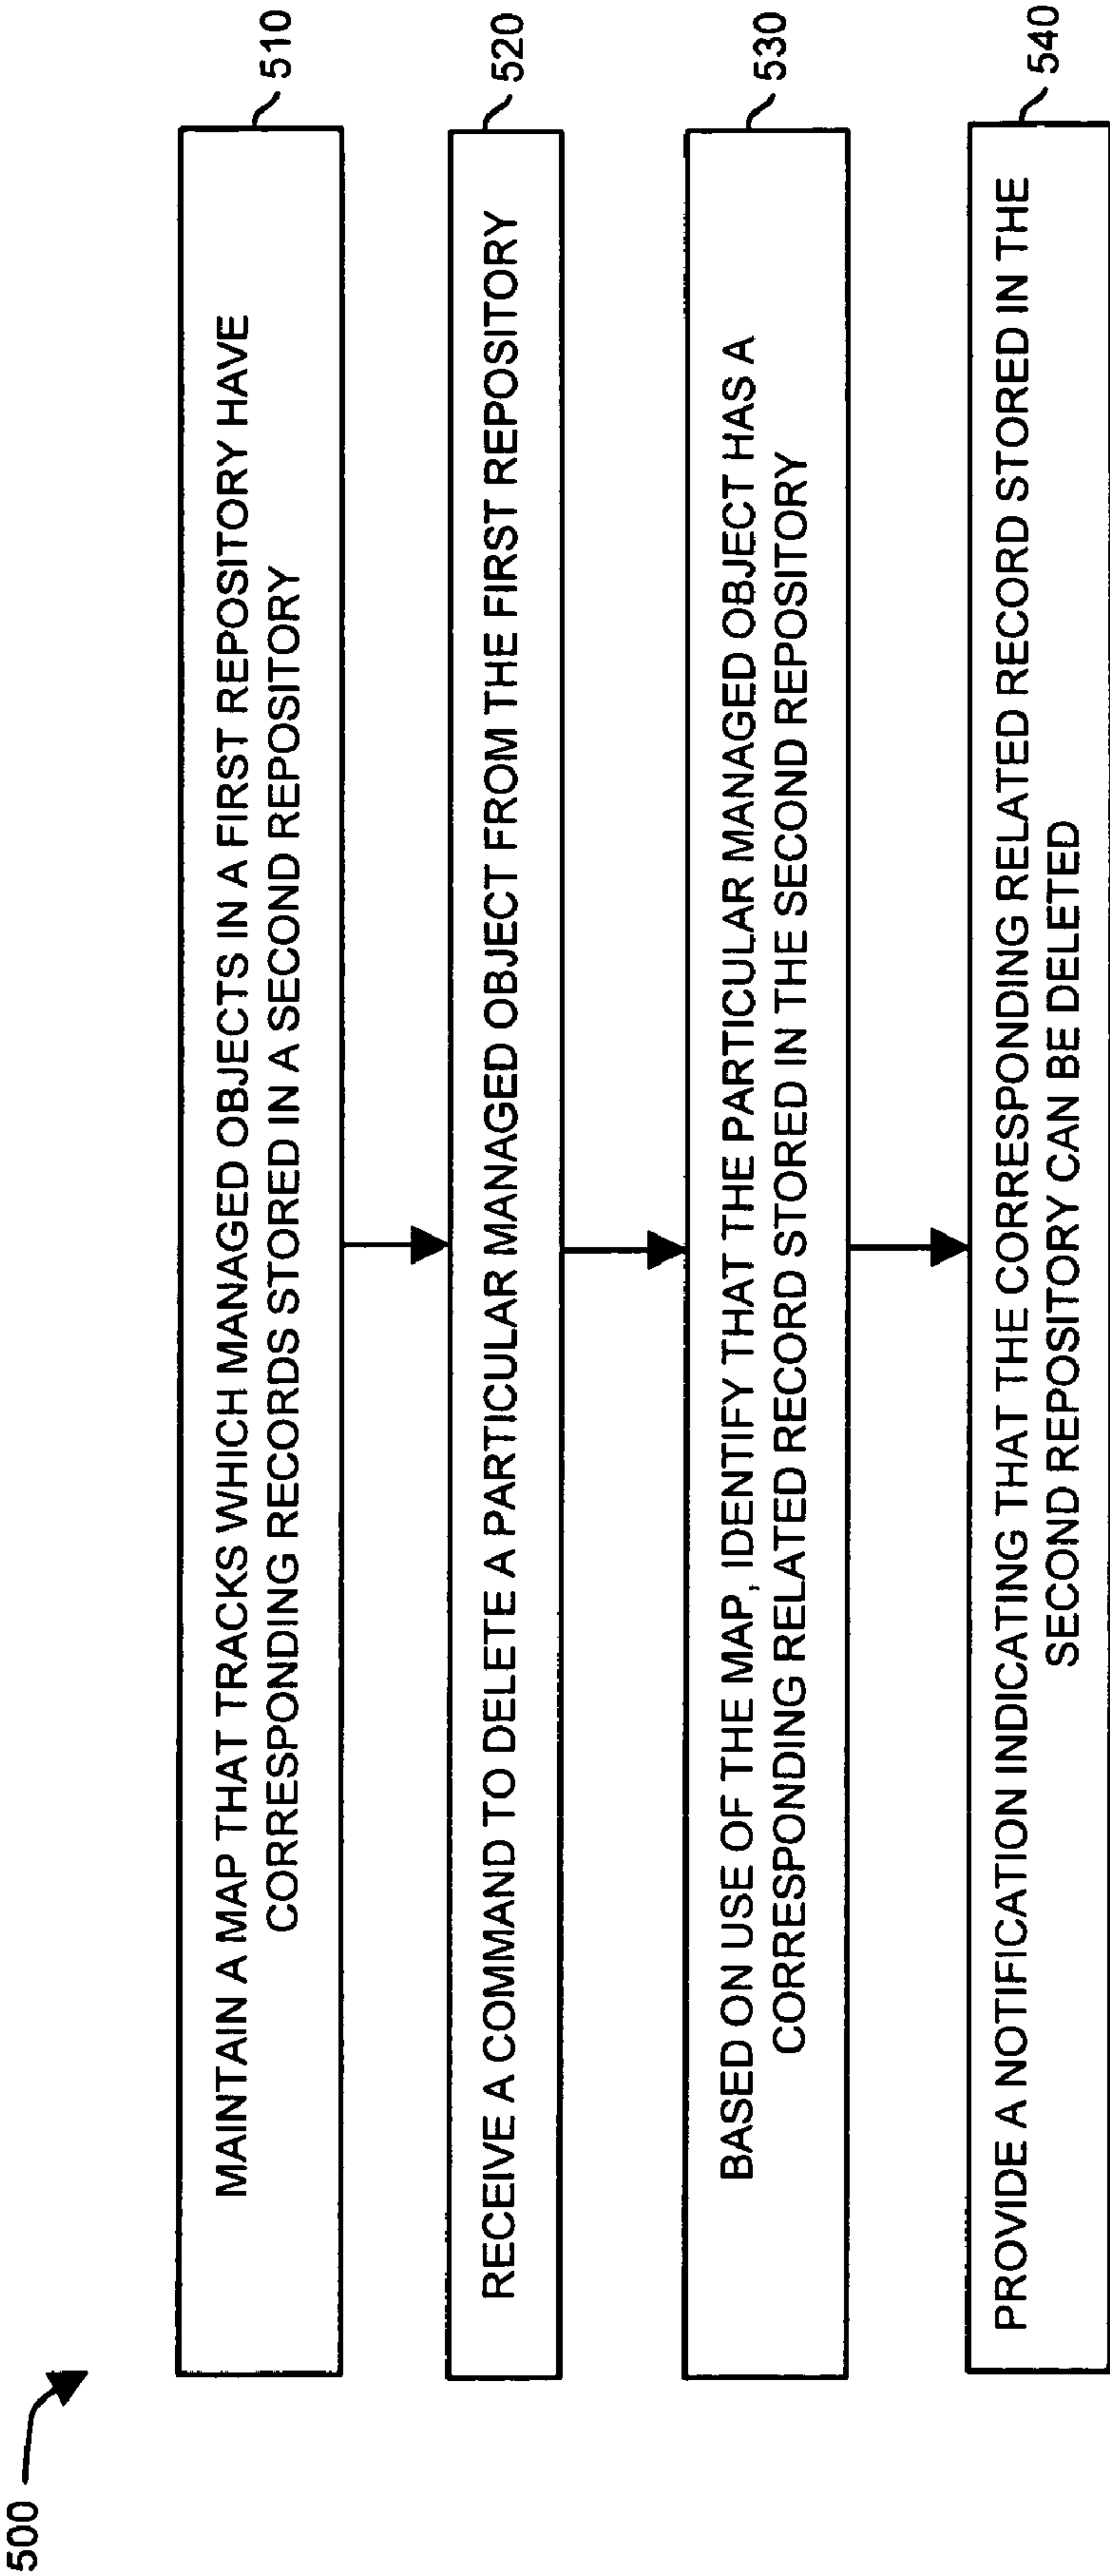 500
MAINTAIN A MAP THAT TRACKS WHICH MANAGED OBJECTS IN A FIRST REPOSITORY HAVE
CORRESPONDING RECORDS STORED IN A SECOND REPOSITORY
510
RECEIVE A COMMAND TO DELETE A PARTICULAR MANAGED OBJECT FROM THE FIRST REPOSITORY
520
BASED ON USE OF THE MAP, IDENTIFY THAT THE PARTICULAR MANAGED OBJECT HAS A
CORRESPONDING RELATED RECORD STORED IN THE SECOND REPOSITORY
530
PROVIDE A NOTIFICATION INDICATING THAT THE CORRESPONDING RELATED RECORD STORED IN THE
SECOND REPOSITORY CAN BE DELETED
540